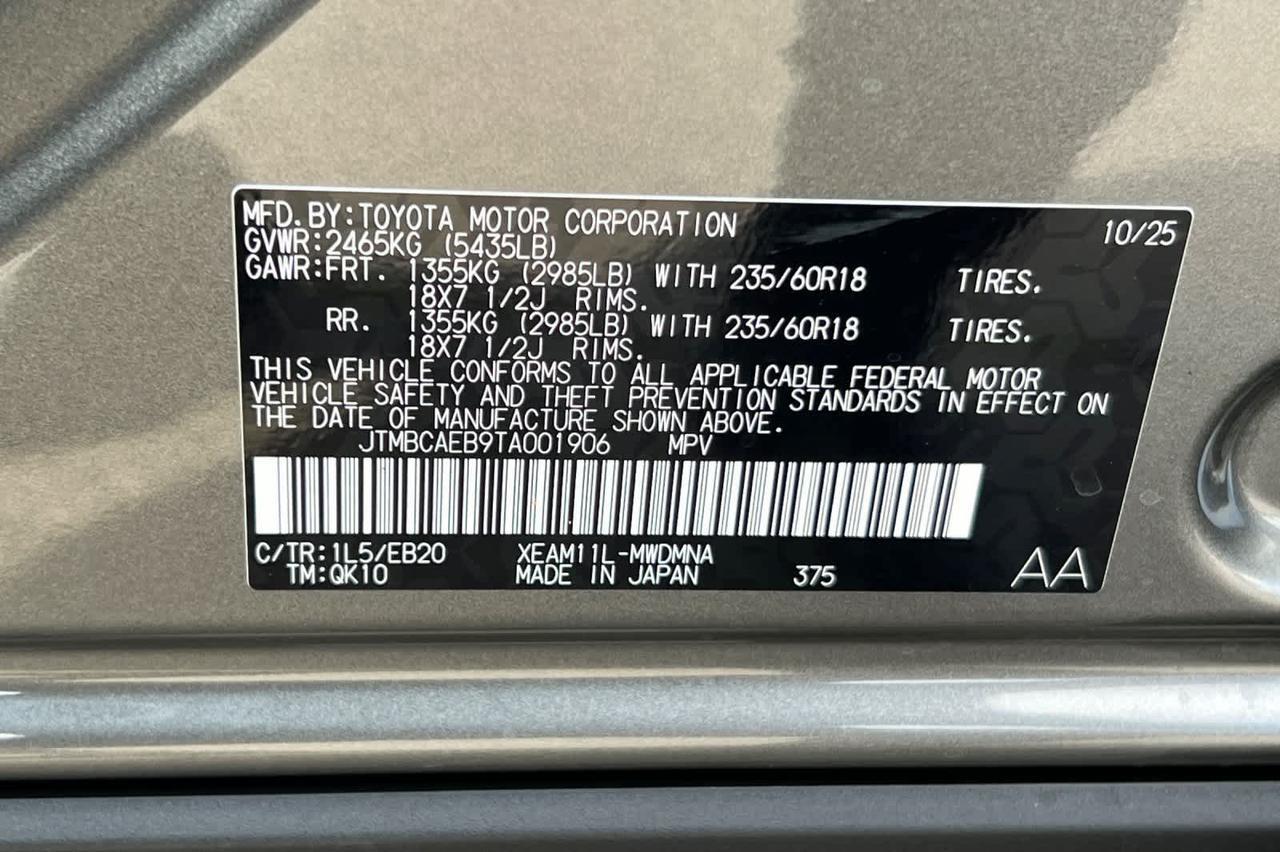 MFD.BY:TOYOTA MOTOR CORPORATION 10/25
GVWR:2465KG (5435LB)
GAWR:FRT. 1355KG (2985LB) WITH 235/60R18 TIRES.
18X7 1/2J RIMS.
RR. 1355KG (2985LB) WITH 235/60R18 TIRES.
18X7 1/2J RIMS.
THIS VEHICLE CONFORMS TO ALL APPLICABLE FEDERAL MOTOR
VEHICLE SAFETY AND THEFT PREVENTION STANDARDS IN EFFECT ON
THE DATE OF MANUFACTURE SHOWN ABOVE.
JTMBCAEB9TA001906 MPV
C/TR:1L5/EB20 XEAM11L-MWDMNA
TM:QK10 MADE IN JAPAN 375 AA